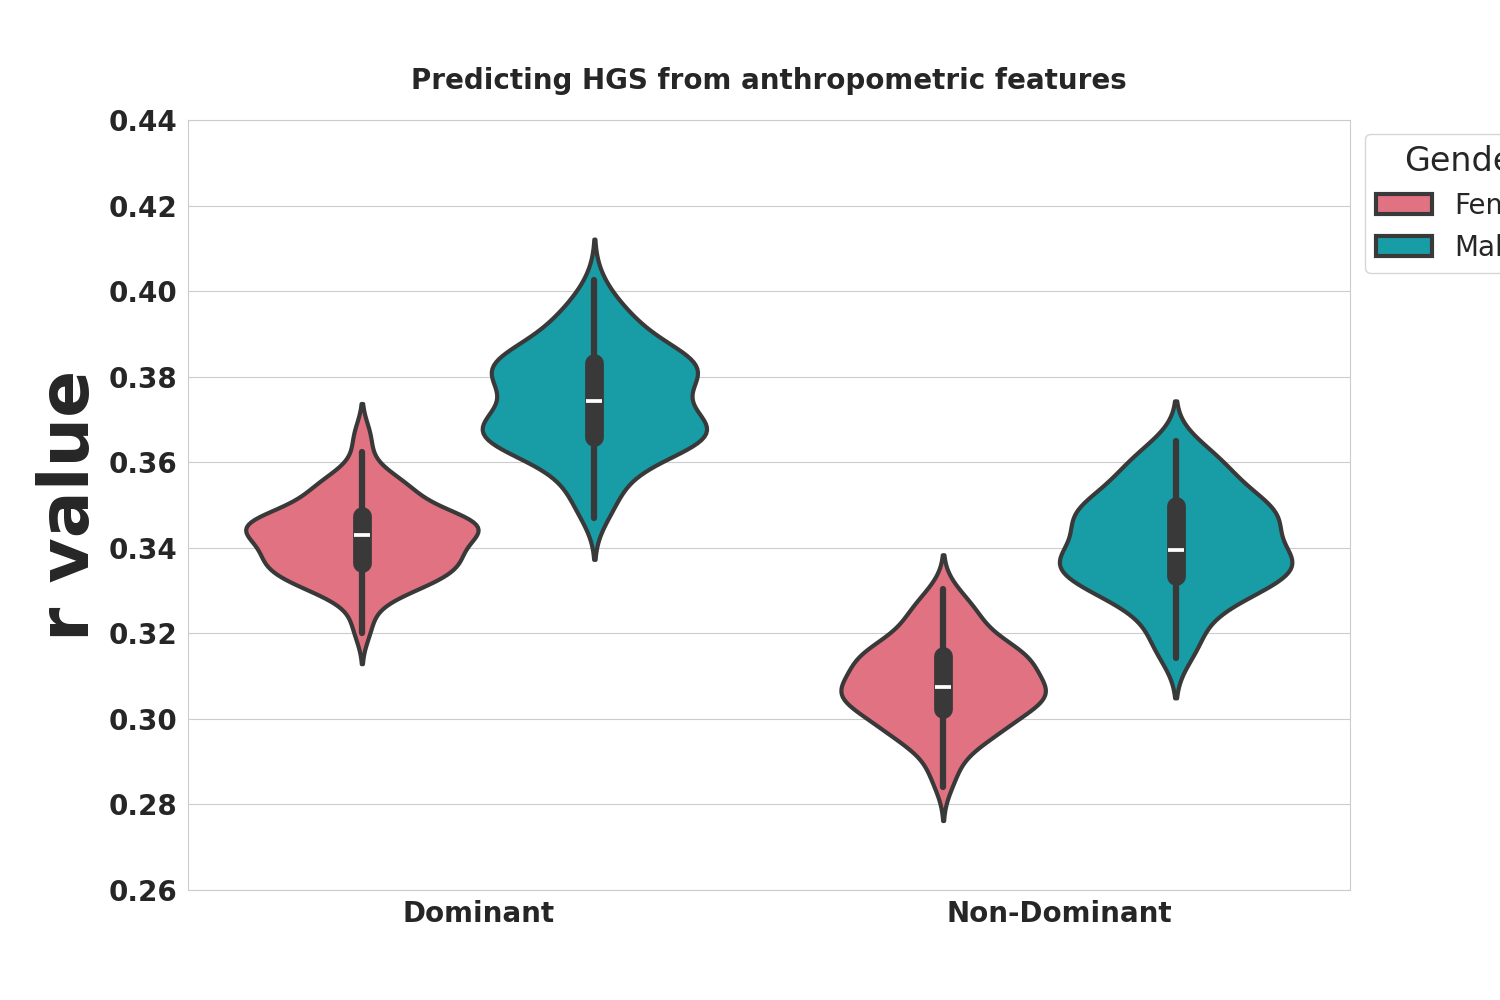 Predicting HGS from anthropometric features
r value
0.44
0.42
0.40
0.38
0.36
0.34
0.32
0.30
0.28
0.26
Dominant
Non-Dominant